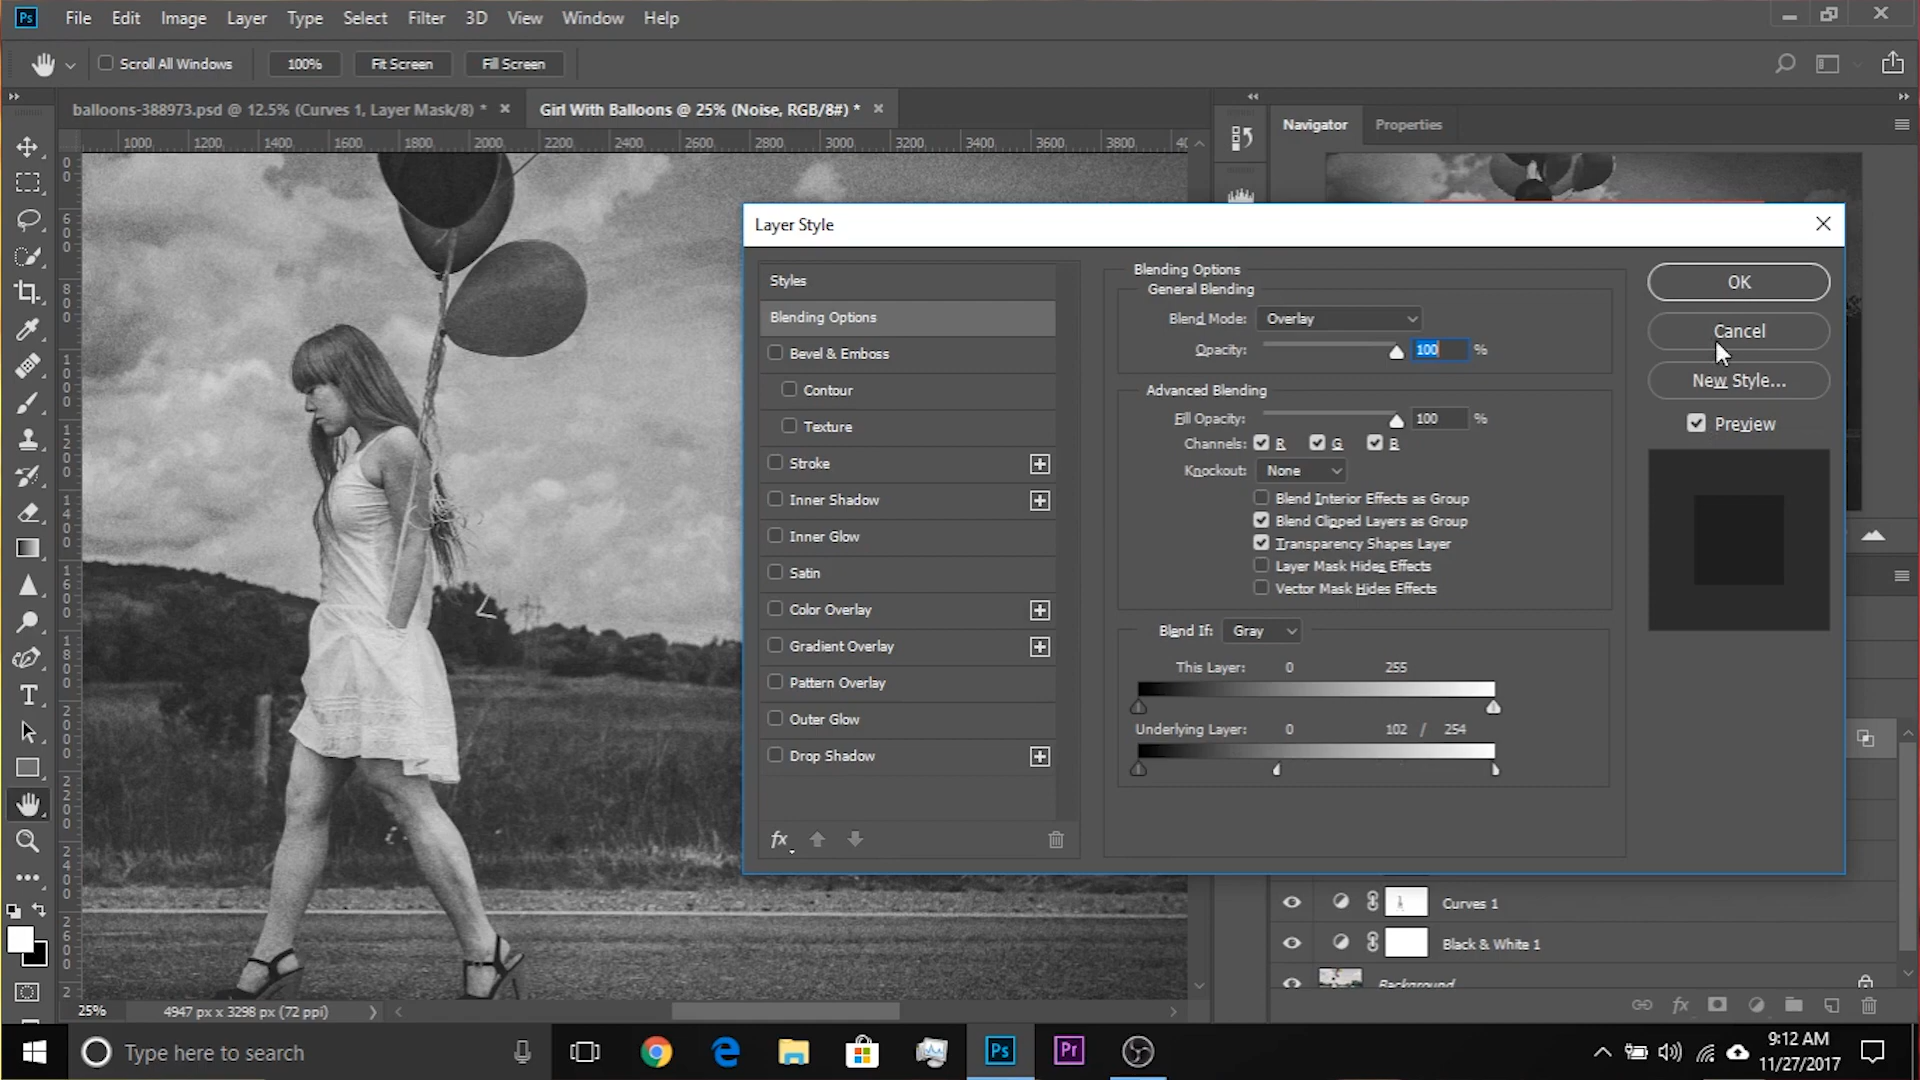 Ps File Edit Image Layer Type Select Filter 3D View Window Help
Scroll All Windows 100% Fit Screen Fill Screen
balloons-388973.psd @ 12.5% (Curves 1, Layer Mask/8) * Girl With Balloons @ 25% (Noise, RGB/8#) *
Navigator Properties
1000 1200 1400 1600 1800 2000 2200 2400 2600 2800 3000 3200 3400 3600 3800
Layer Style
Styles
Blending Options
Bevel & Emboss
Contour
Texture
Stroke
Inner Shadow
Inner Glow
Satin
Color Overlay
Gradient Overlay
Pattern Overlay
Outer Glow
Drop Shadow
fx
Blending Options
General Blending
Blend Mode: Overlay
Opacity: 100 %
Advanced Blending
Fill Opacity: 100 %
Channels: R G B
Knockout: None
Blend Interior Effects as Group
Blend Clipped Layers as Group
Transparency Shapes Layer
Layer Mask Hides Effects
Vector Mask Hides Effects
Blend If: Gray
This Layer: 0 255
Underlying Layer: 0 102 / 254
OK
Cancel
New Style...
Preview
Curves 1
Black & White 1
Background
fx
25% 4947 px x 3298 px (72 ppi)
Type here to search
Ps Pr
9:12 AM
11/27/2017